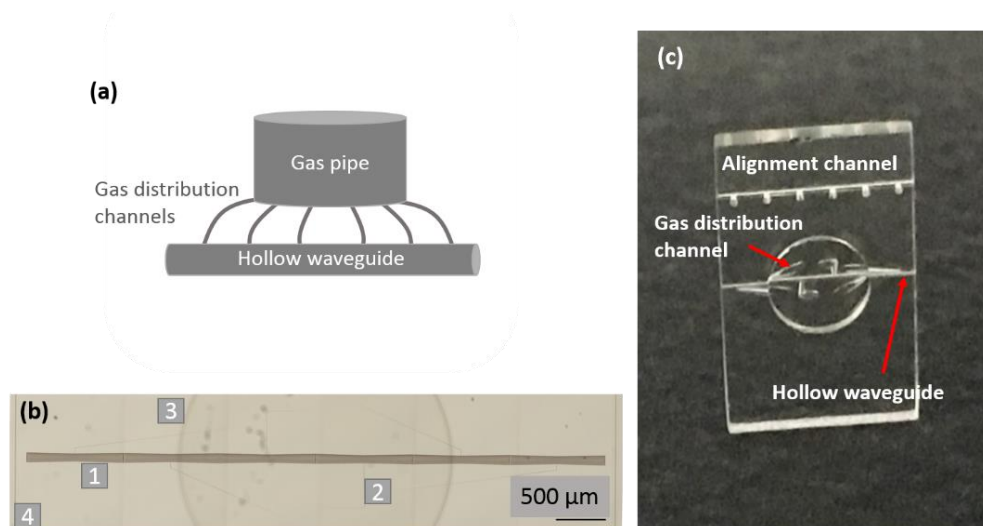 (a)
Gas pipe
Gas distribution
channels
Hollow waveguide
(b)
3
1
2
4
500 µm
(c)
Alignment channel
Gas distribution
channel
Hollow waveguide